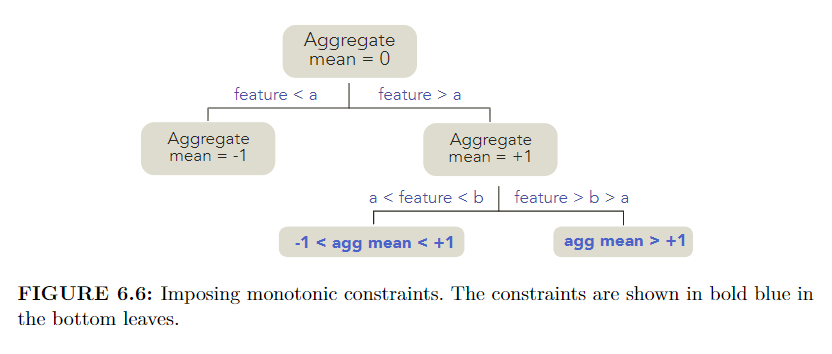 Aggregate
mean = 0
feature < a
feature > a
Aggregate
mean = -1
Aggregate
mean = +1
a < feature < b
feature > b > a
-1 < agg mean < +1
agg mean > +1
FIGURE 6.6: Imposing monotonic constraints. The constraints are shown in bold blue in
the bottom leaves.